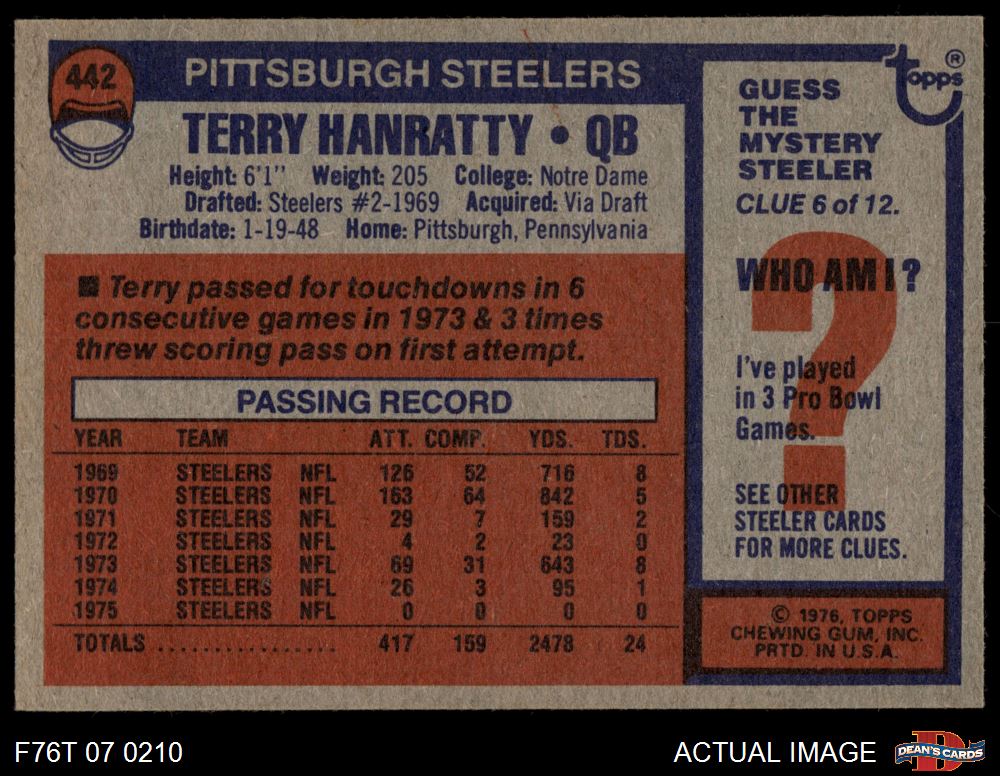 442
PITTSBURGH STEELERS
TERRY HANRATTY • QB
Height: 6'1" Weight: 205 College: Notre Dame
Drafted: Steelers #2-1969 Acquired: Via Draft
Birthdate: 1-19-48 Home: Pittsburgh, Pennsylvania
■ Terry passed for touchdowns in 6
consecutive games in 1973 & 3 times
threw scoring pass on first attempt.
PASSING RECORD
YEAR TEAM ATT. COMP. YDS. TDS.
1969 STEELERS NFL 126 52 716 8
1970 STEELERS NFL 163 64 842 5
1971 STEELERS NFL 29 7 159 2
1972 STEELERS NFL 4 2 23 0
1973 STEELERS NFL 69 31 643 8
1974 STEELERS NFL 26 3 95 1
1975 STEELERS NFL 0 0 0 0
TOTALS ................. 417 159 2478 24
topps ®
GUESS
THE
MYSTERY
STEELER
CLUE 6 of 12.
?
WHO AM I?
I've played
in 3 Pro Bowl
Games.
SEE OTHER
STEELER CARDS
FOR MORE CLUES.
© 1976, TOPPS
CHEWING GUM, INC.
PRTD. IN U.S.A.
F76T 07 0210
ACTUAL IMAGE
D
DEAN'S CARDS